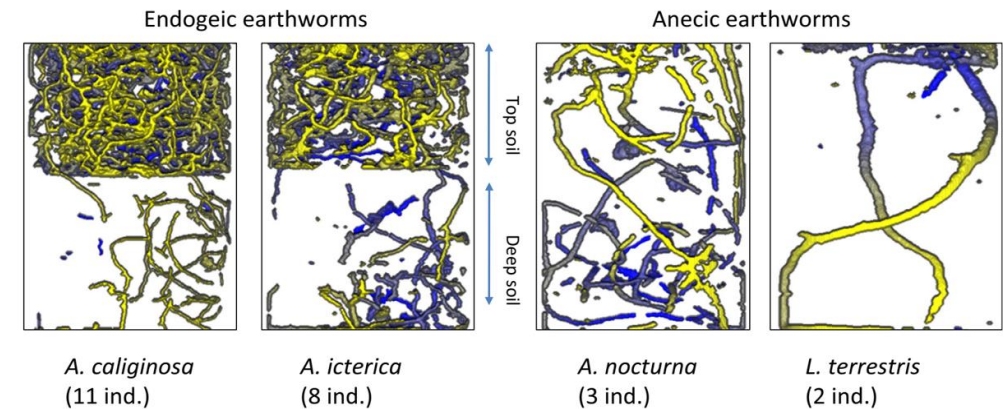 Endogeic earthworms
Anecic earthworms
Top soil
Deep soil
A. caliginosa
(11 ind.)
A. icterica
(8 ind.)
A. nocturna
(3 ind.)
L. terrestris
(2 ind.)